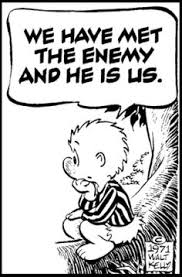 WE HAVE MET
THE ENEMY
AND HE IS US.
©
1971
WALT
KELLY